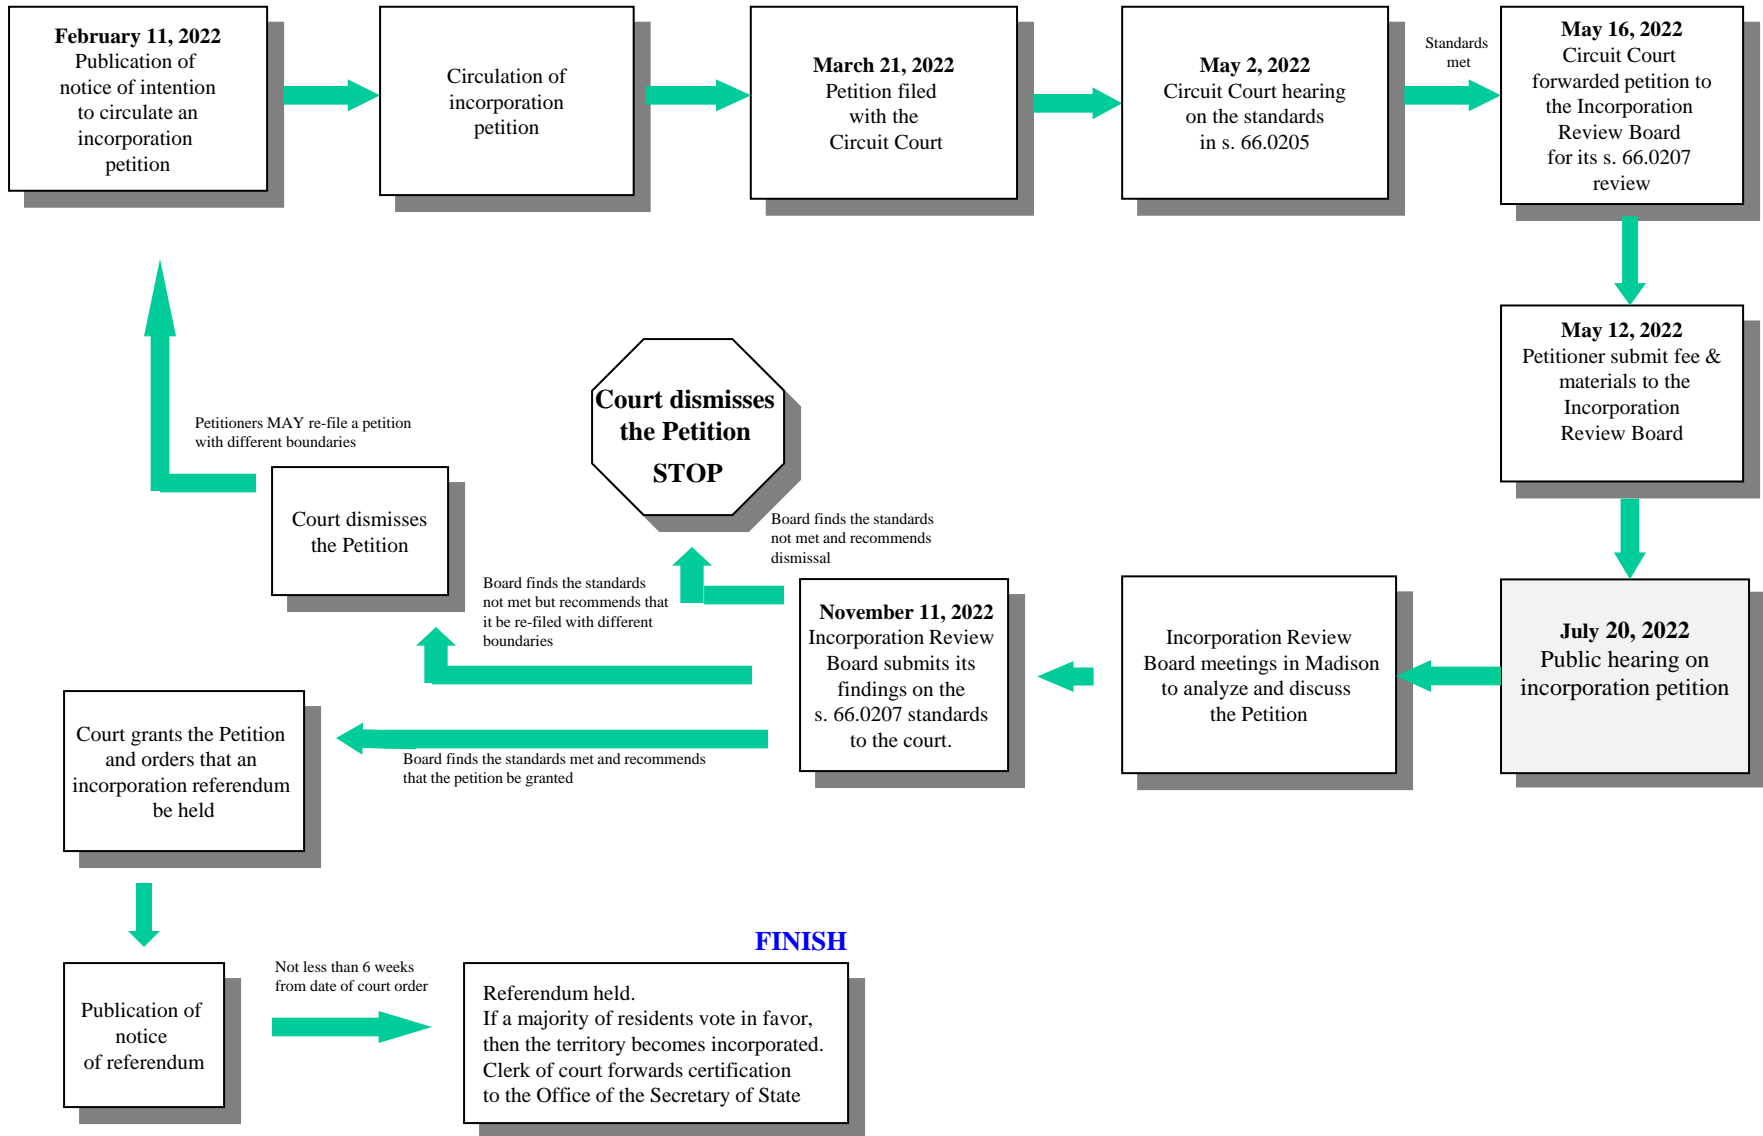 February 11, 2022
Publication of
notice of intention
to circulate an
incorporation
petition
Circulation of
incorporation
petition
March 21, 2022
Petition filed
with the
Circuit Court
May 2, 2022
Circuit Court hearing
on the standards
in s. 66.0205
Standards
met
May 16, 2022
Circuit Court
forwarded petition to
the Incorporation
Review Board
for its s. 66.0207
review
May 12, 2022
Petitioner submit fee &
materials to the
Incorporation
Review Board
July 20, 2022
Public hearing on
incorporation petition
Incorporation Review
Board meetings in Madison
to analyze and discuss
the Petition
November 11, 2022
Incorporation Review
Board submits its
findings on the
s. 66.0207 standards
to the court.
Board finds the standards
not met and recommends
dismissal
Court dismisses
the Petition
STOP
Board finds the standards
not met but recommends that
it be re-filed with different
boundaries
Court dismisses
the Petition
Petitioners MAY re-file a petition
with different boundaries
Board finds the standards met and recommends
that the petition be granted
Court grants the Petition
and orders that an
incorporation referendum
be held
Publication of
notice
of referendum
Not less than 6 weeks
from date of court order
FINISH
Referendum held.
If a majority of residents vote in favor,
then the territory becomes incorporated.
Clerk of court forwards certification
to the Office of the Secretary of State